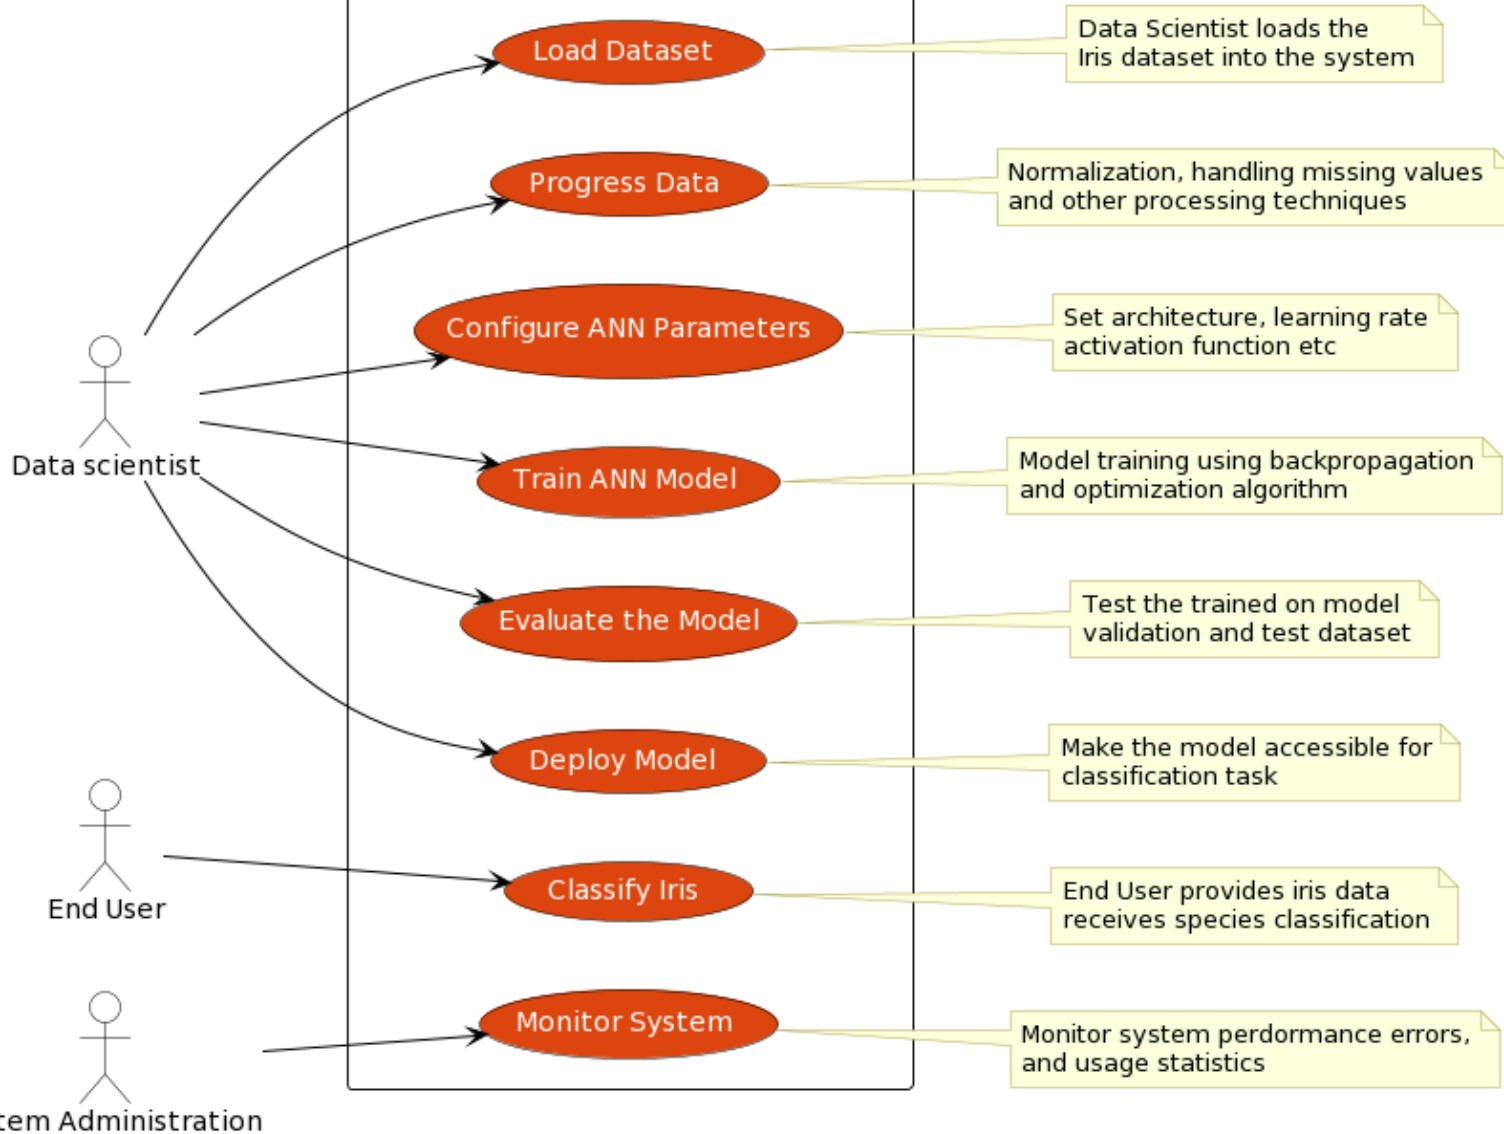 Load Dataset
Data Scientist loads the
Iris dataset into the system
Progress Data
Normalization, handling missing values
and other processing techniques
Configure ANN Parameters
Set architecture, learning rate
activation function etc
Data scientist
Train ANN Model
Model training using backpropagation
and optimization algorithm
Evaluate the Model
Test the trained on model
validation and test dataset
Deploy Model
Make the model accessible for
classification task
End User
Classify Iris
End User provides iris data
receives species classification
Monitor System
Monitor system perdormance errors,
and usage statistics
tem Administration